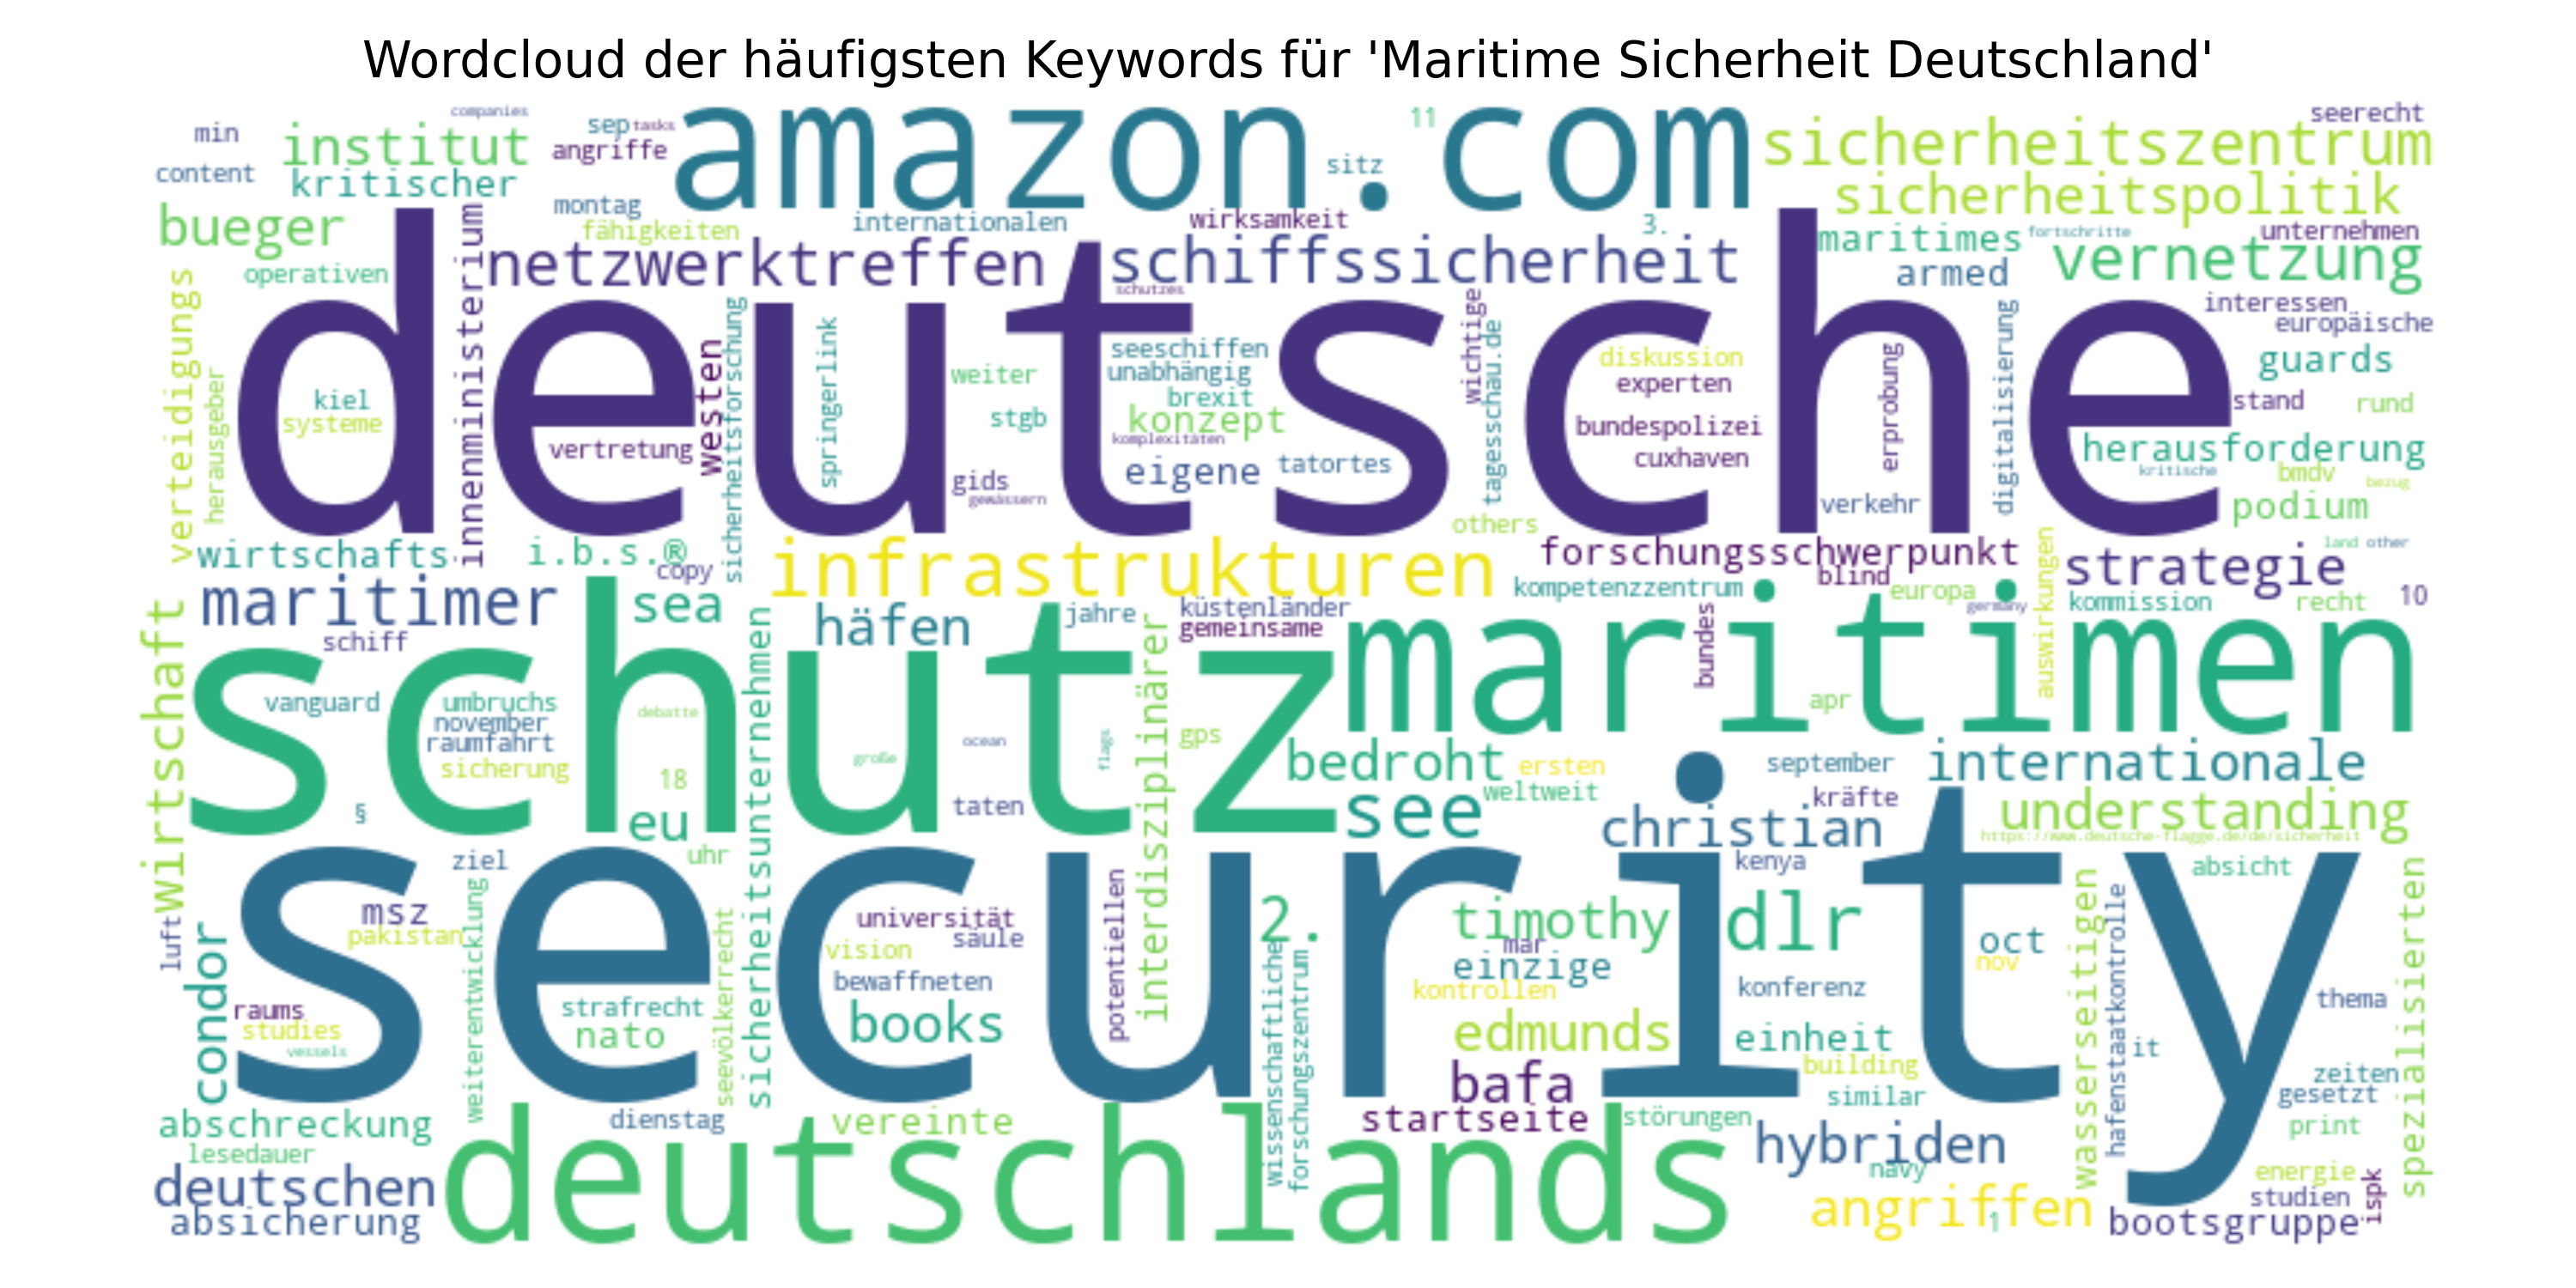 Wordcloud der häufigsten Keywords für 'Maritime Sicherheit Deutschland'
companies
min
institut
sep
tasks
amazon.com
11
sitz
sicherheitszentrum
seerecht
angriffe
content
kritischer
sicherheitspolitik
montag
bueger
fähigkeiten
internationalen
wirksamkeit
3.
maritimes
fortschritte
unternehmen
operativen
innenministerium
netzwerktreffen
schiffssicherheit
armed
vernetzung
verteidigungs
herausgeber
deutsche
schutzes
wichtige
interessen
europäische
kiel
systeme
vertretung
westen
sicherheitsforschung
springerlink
weiter
stgb
gids
gewässern
seeschiffen
unabhängig
brexit
konzept
komplexitäten
eigene
tatortes
tagesschau.de
diskussion
experten
bundespolizei
cuxhaven
erprobung
verkehr
digitalisierung
guards
stand
rund
herausforderung
kritische
bmdv
bezug
podium
others
wirtschafts
i.b.s.®
copy
infrastrukturen
forschungsschwerpunkt
blind
kompetenzzentrum
europa
germany
auswirkungen
strategie
land
other
kommission
recht
10
maritimer
schiff
sea
häfen
jahre
küstenländer
gemeinsame
bundes
maritimen
wirtschaft
schutz
vanguard
umbruchs
november
raumfahrt
sicherung
debatte
18
große
ocean
flags
interdisziplinärer
gps
apr
bedroht
ersten
september
internationale
§
eu
sicherheitsunternehmen
taten
see
weltweit
kräfte
christian
understanding
https://www.deutsche-flagge.de/de/sicherheit
uhr
ziel
security
kenya
absicht
luft
msz
pakistan
weiterentwicklung
universität
säule
vision
bewaffneten
potentiellen
2.
timothy
mar
einzige
kontrollen
dlr
oct
nov
konferenz
wasserseitigen
hafenstaatkontrolle
spezialisierten
thema
condor
raums
studies
vessels
strafrecht
nato
seevölkerrecht
books
wissenschaftliche
forschungszentrum
edmunds
einheit
building
it
bafa
similar
zeiten
gesetzt
print
abschreckung
lesedauer
dienstag
vereinte
startseite
störungen
hybriden
navy
energie
studien
ispk
deutschen
absicherung
deutschlands
angriffen
1
bootsgruppe